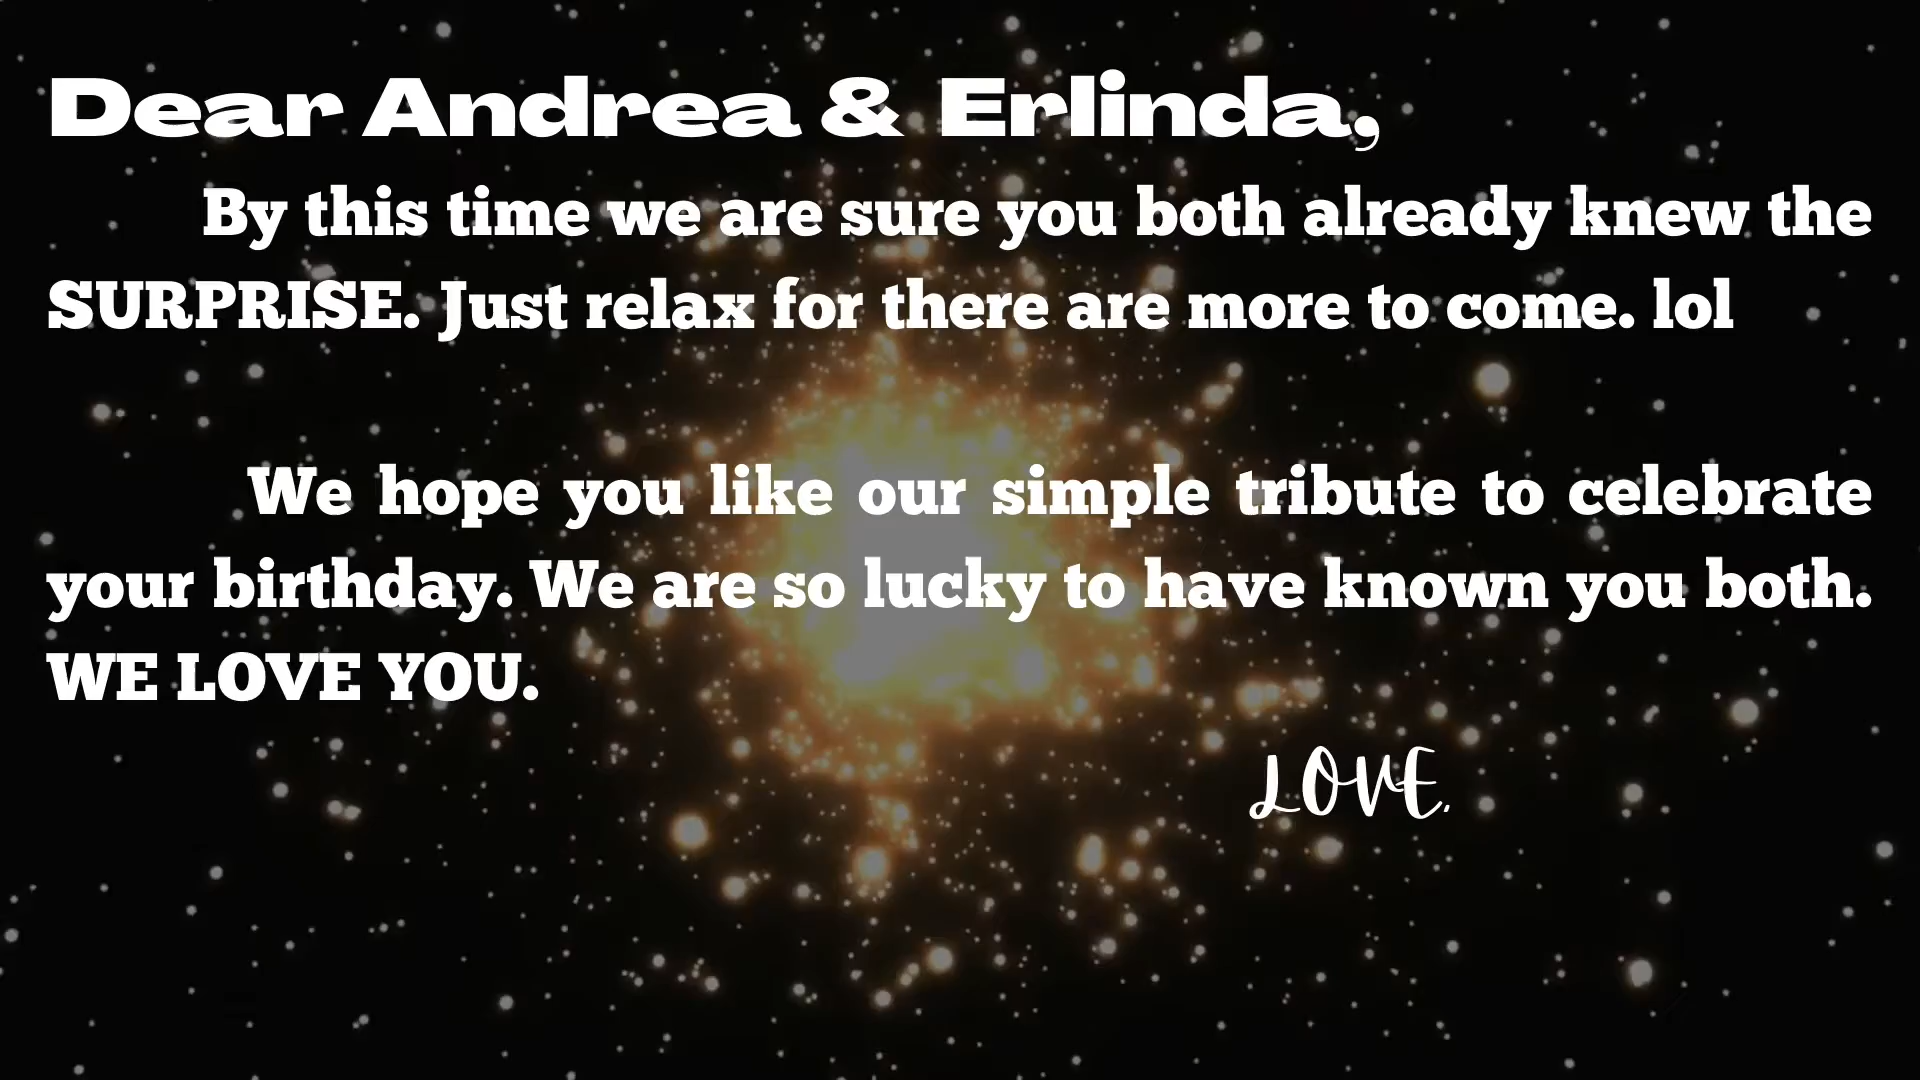 Dear Andrea & Erlinda,
By this time we are sure you both already knew the
SURPRISE. Just relax for there are more to come. lol
We hope you like our simple tribute to celebrate
your birthday. We are so lucky to have known you both.
WE LOVE YOU.
LOVE,